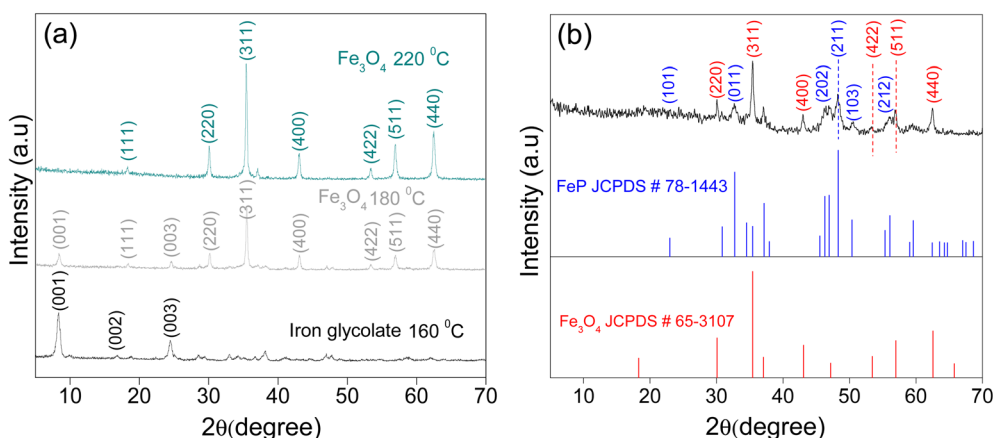 (a)
Fe₃O₄ 220 ⁰C
(111)
(220)
(311)
(400)
(422)
(511)
(440)
Fe₃O₄ 180 ⁰C
(001)
(111)
(003)
(220)
(311)
(400)
(422)
(511)
(440)
(001)
(002)
(003)
Iron glycolate 160 ⁰C
Intensity (a.u)
10 20 30 40 50 60 70
2θ(degree)
(b)
(101)
(220)
(011)
(311)
(400)
(202)
(211)
(103)
(422)
(212)
(511)
(440)
FeP JCPDS # 78-1443
Fe₃O₄ JCPDS # 65-3107
Intensity (a.u)
10 20 30 40 50 60 70
2θ(degree)